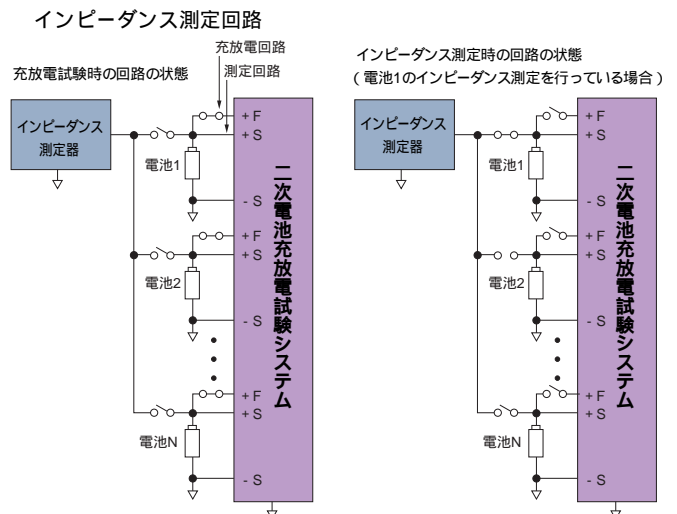 インピーダンス測定回路
充放電試験時の回路の状態
充放電回路
測定回路
インピーダンス
測定器
電池1
+ F
+ S
- S
電池2
+ F
+ S
- S
電池N
+ F
+ S
- S
二次電池充放電試験システム
インピーダンス測定時の回路の状態
( 電池1のインピーダンス測定を行っている場合 )
インピーダンス
測定器
電池1
+ F
+ S
- S
電池2
+ F
+ S
- S
電池N
+ F
+ S
- S
二次電池充放電試験システム